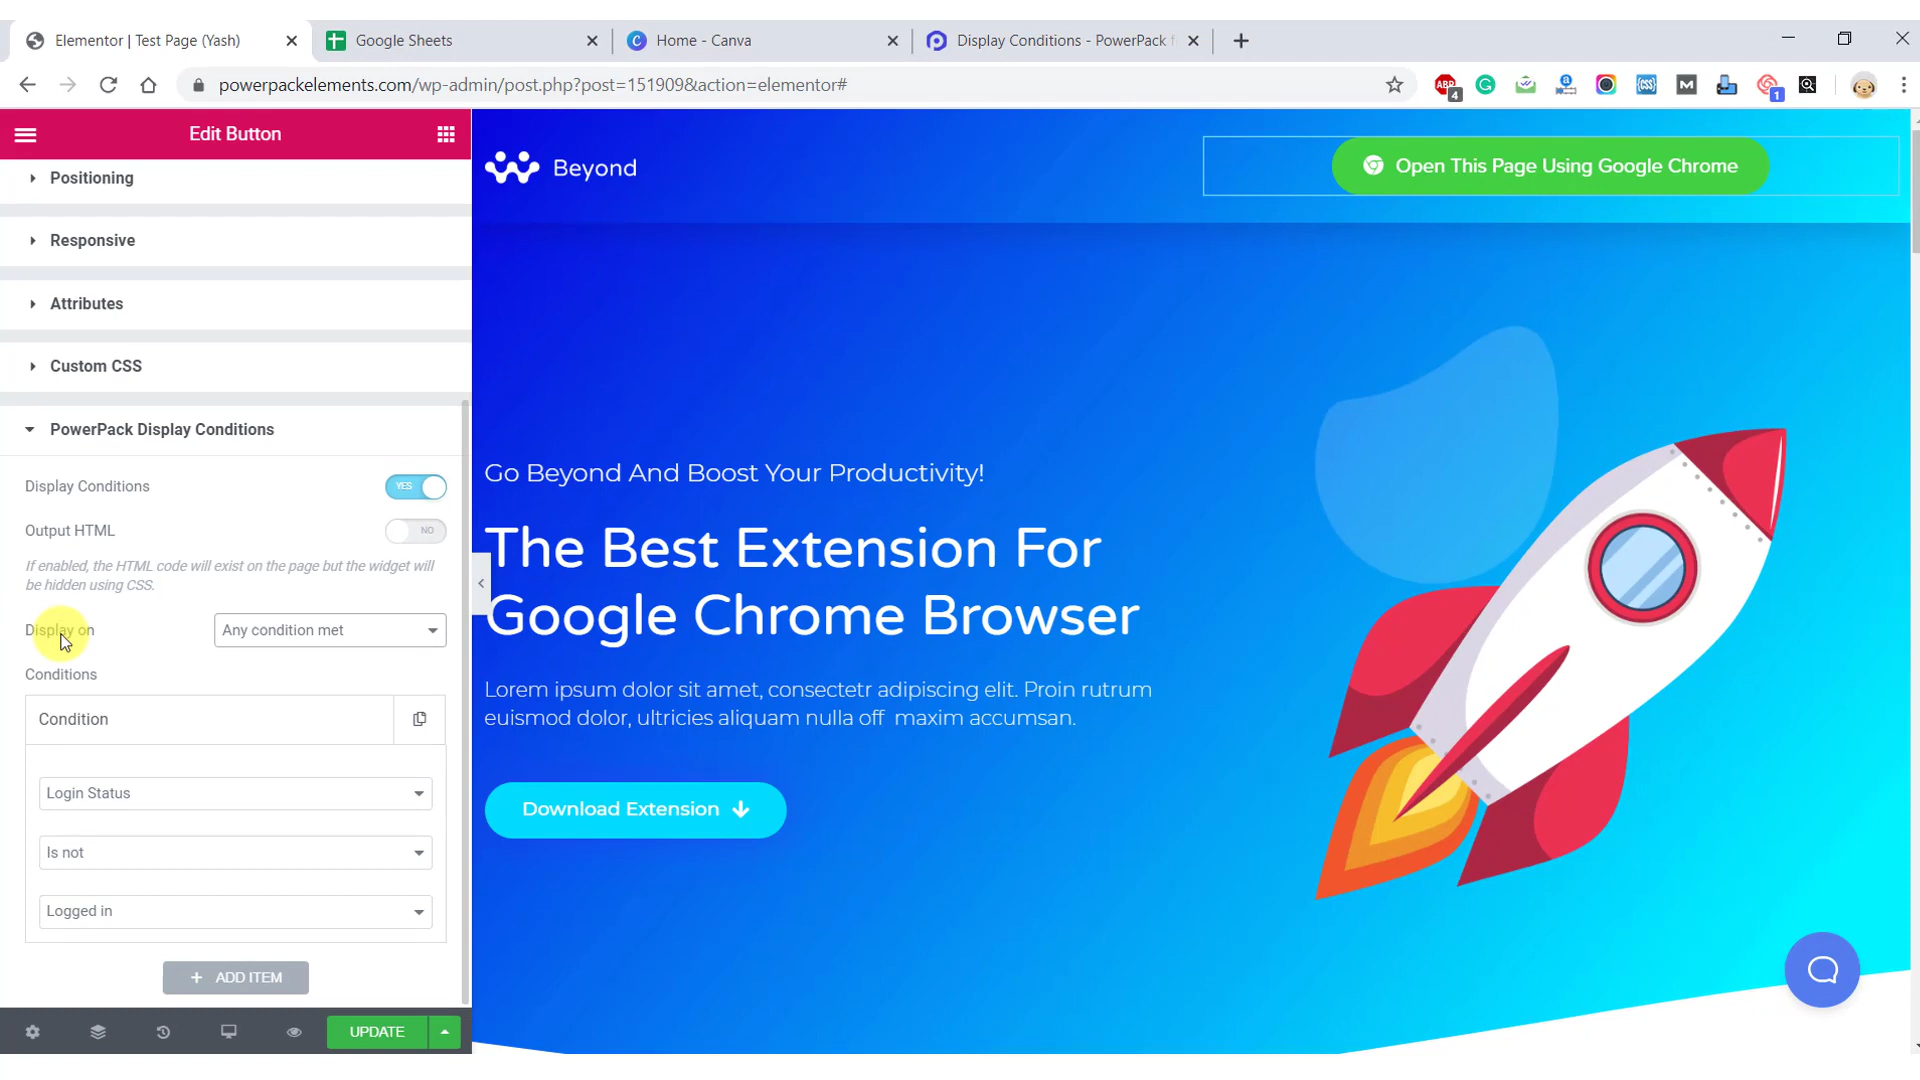 Elementor | Test Page (Yash)
Google Sheets
Home - Canva
Display Conditions - PowerPack f
powerpackelements.com/wp-admin/post.php?post=151909&action=elementor#
ABP
4
a
{css}
M
1
Edit Button
Positioning
Responsive
Attributes
Custom CSS
PowerPack Display Conditions
Display Conditions
YES
Output HTML
NO
If enabled, the HTML code will exist on the page but the widget will
be hidden using CSS.
Display on
Any condition met
Conditions
Condition
Login Status
Is not
Logged in
+ ADD ITEM
UPDATE
Beyond
Open This Page Using Google Chrome
Go Beyond And Boost Your Productivity!
The Best Extension For
Google Chrome Browser
Lorem ipsum dolor sit amet, consectetr adipiscing elit. Proin rutrum
euismod dolor, ultricies aliquam nulla off maxim accumsan.
Download Extension